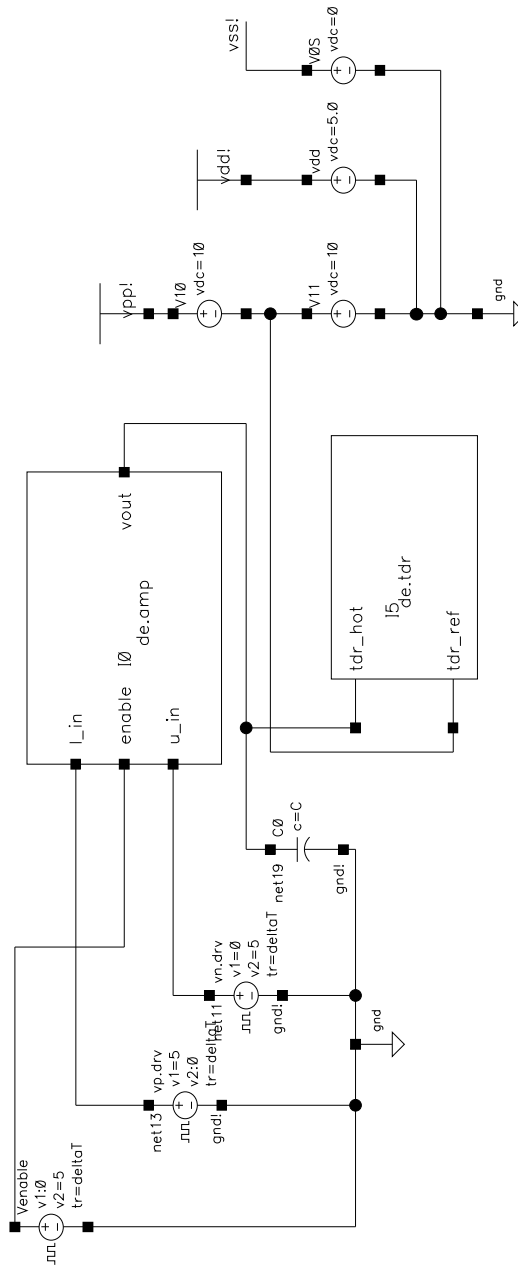 vss!
V0S
vdc=0
vdd!
vdd
vdc=5.0
vpp!
V10
vdc=10
V11
vdc=10
gnd
vout
I0
de.amp
l_in
enable
u_in
I5
de.tdr
tdr_hot
tdr_ref
C0
c=C
net19
gnd!
vn.drv
v1=0
v2=5
tr=deltaT
net11
gnd!
gnd
vp.drv
v1=5
v2:0
tr=deltaT
net13
gnd!
Venable
v1:0
v2=5
tr=deltaT